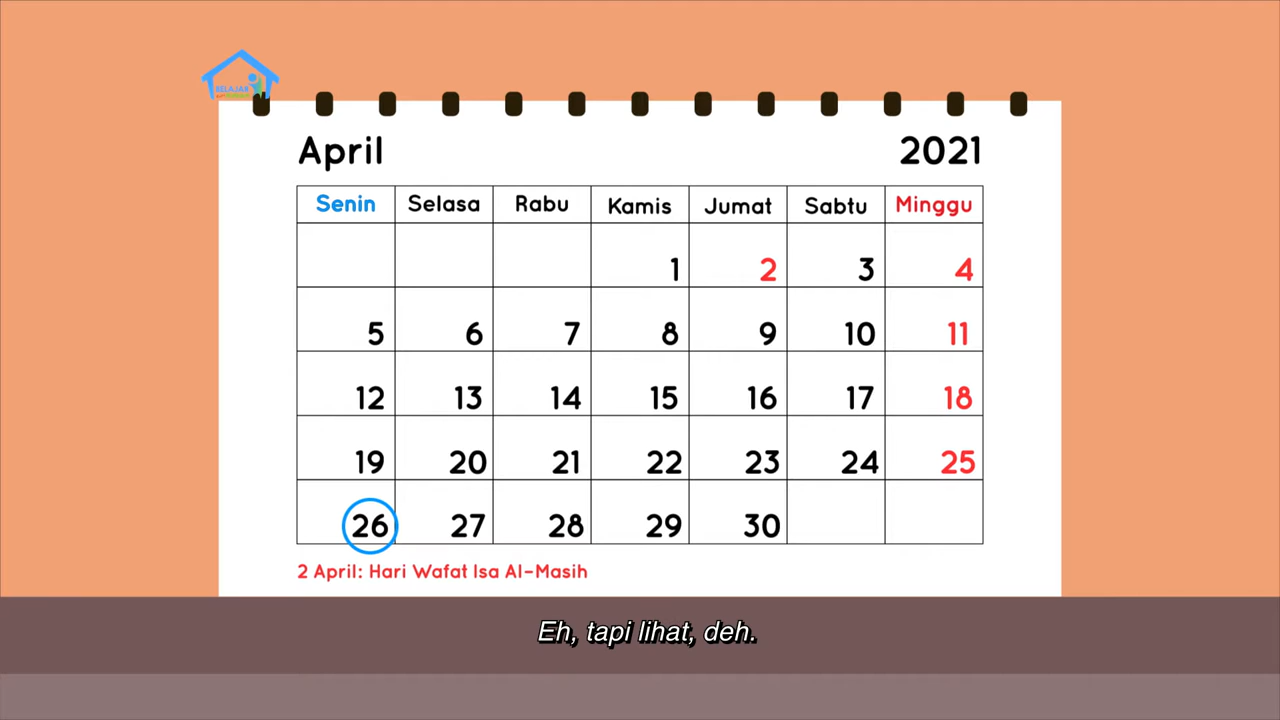 BELAJAR
April 2021
Senin Selasa Rabu Kamis Jumat Sabtu Minggu
1 2 3 4
5 6 7 8 9 10 11
12 13 14 15 16 17 18
19 20 21 22 23 24 25
26 27 28 29 30
2 April: Hari Wafat Isa Al-Masih
Eh, tapi lihat, deh.